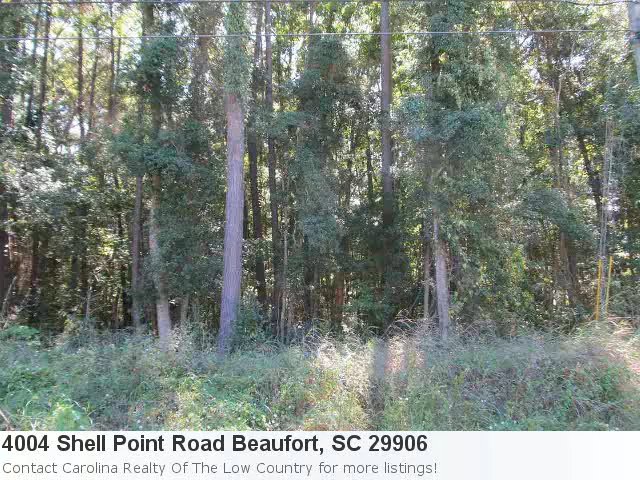 4004 Shell Point Road Beaufort, SC 29906
Contact Carolina Realty Of The Low Country for more listings!